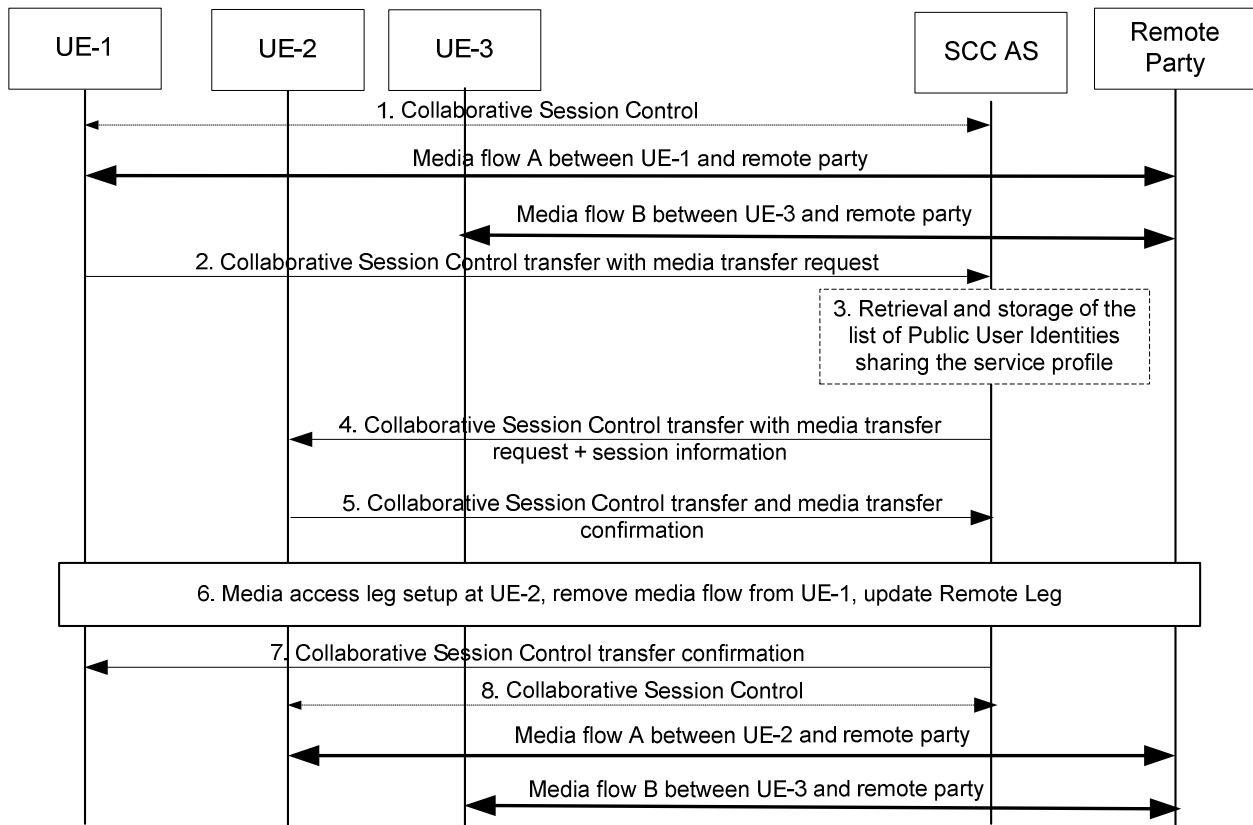 UE-1
UE-2
UE-3
SCC AS
Remote
Party
1. Collaborative Session Control
Media flow A between UE-1 and remote party
Media flow B between UE-3 and remote party
2. Collaborative Session Control transfer with media transfer request
3. Retrieval and storage of the
list of Public User Identities
sharing the service profile
4. Collaborative Session Control transfer with media transfer
request + session information
5. Collaborative Session Control transfer and media transfer
confirmation
6. Media access leg setup at UE-2, remove media flow from UE-1, update Remote Leg
7. Collaborative Session Control transfer confirmation
8. Collaborative Session Control
Media flow A between UE-2 and remote party
Media flow B between UE-3 and remote party